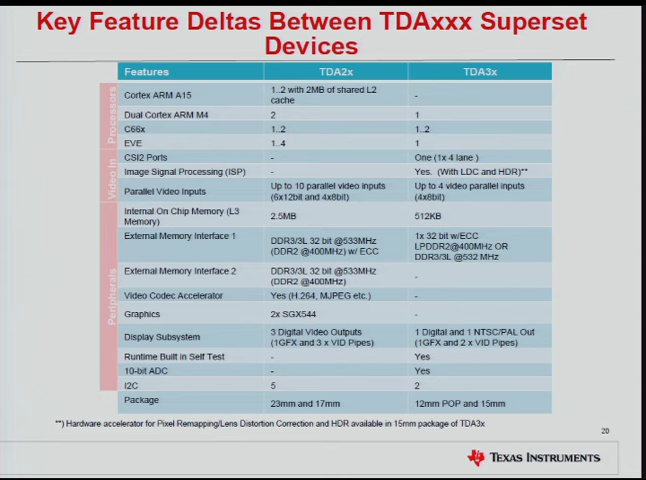 Key Feature Deltas Between TDAxxx Superset
Devices
Features TDA2x TDA3x
Processors
Video In
Peripherals
Cortex ARM A15 1..2 with 2MB of shared L2 cache -
Dual Cortex ARM M4 2 1
C66x 1..2 1..2
EVE 1..4 1
CSI2 Ports - One (1x 4 lane )
Image Signal Processing (ISP) - Yes. (With LDC and HDR)**
Parallel Video Inputs Up to 10 parallel video inputs (6x12bit and 4x8bit) Up to 4 video parallel inputs (4x8bit)
Internal On Chip Memory (L3 Memory) 2.5MB 512KB
External Memory Interface 1 DDR3/3L 32 bit @533MHz (DDR2 @400MHz) w/ ECC 1x 32 bit w/ECC LPDDR2@400MHz OR DDR3/3L @532 MHz
External Memory Interface 2 DDR3/3L 32 bit @533MHz (DDR2 @400MHz) -
Video Codec Accelerator Yes (H.264, MJPEG etc.) -
Graphics 2x SGX544 -
Display Subsystem 3 Digital Video Outputs (1GFX and 3 x VID Pipes) 1 Digital and 1 NTSC/PAL Out (1GFX and 2 x VID Pipes)
Runtime Built in Self Test - Yes
10-bit ADC - Yes
I2C 5 2
Package 23mm and 17mm 12mm POP and 15mm
**) Hardware accelerator for Pixel Remapping/Lens Distortion Correction and HDR available in 15mm package of TDA3x
20
TEXAS INSTRUMENTS